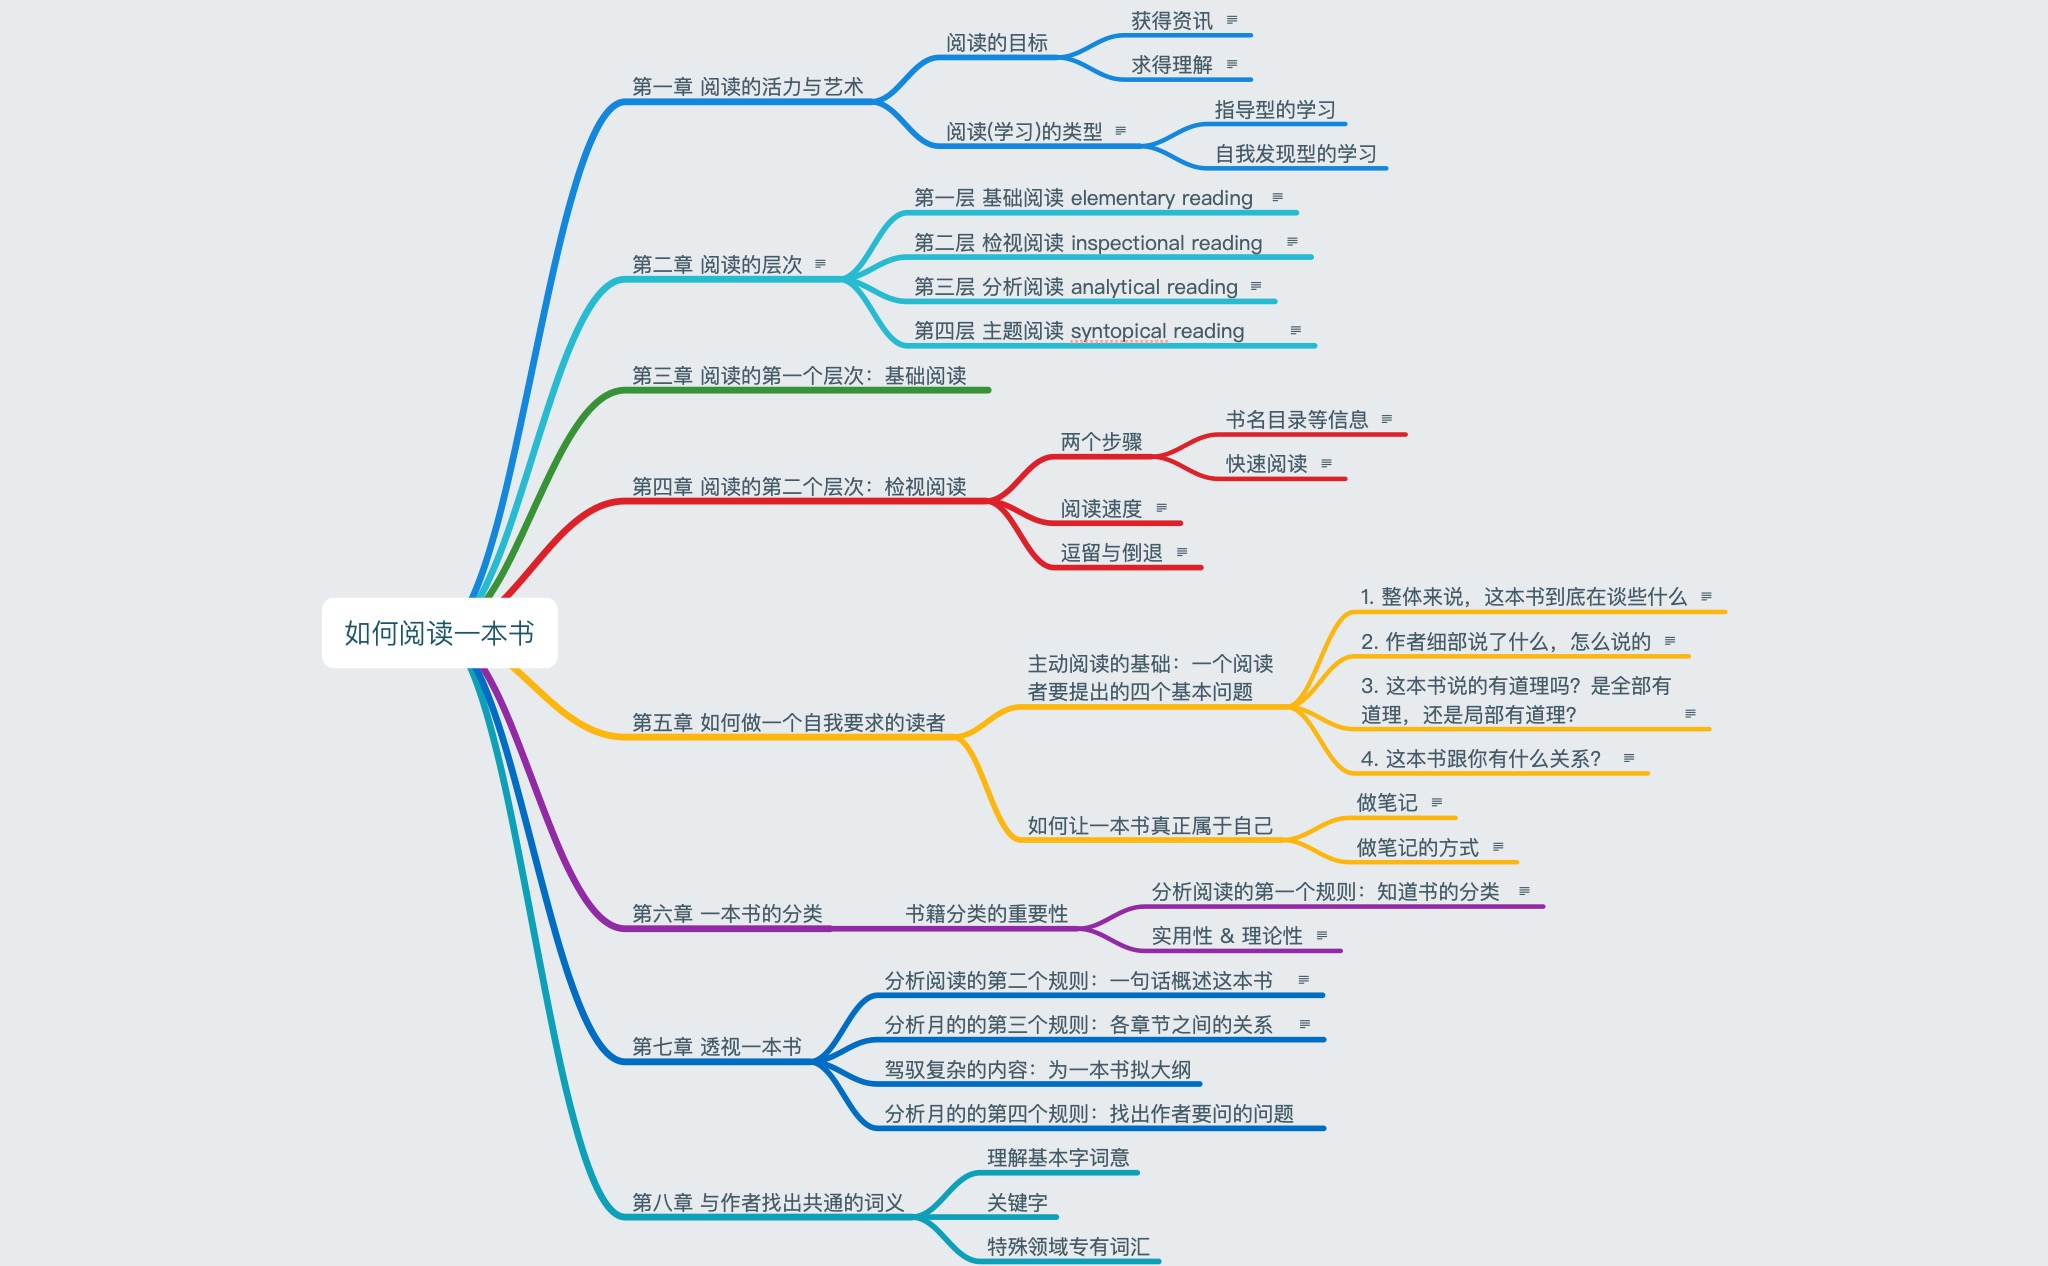 如何阅读一本书
第一章 阅读的活力与艺术
阅读的目标
获得资讯
求得理解
阅读(学习)的类型
指导型的学习
自我发现型的学习
第二章 阅读的层次
第一层 基础阅读 elementary reading
第二层 检视阅读 inspectional reading
第三层 分析阅读 analytical reading
第四层 主题阅读 syntopical reading
第三章 阅读的第一个层次：基础阅读
第四章 阅读的第二个层次：检视阅读
两个步骤
书名目录等信息
快速阅读
阅读速度
逗留与倒退
第五章 如何做一个自我要求的读者
主动阅读的基础：一个阅读
者要提出的四个基本问题
1. 整体来说，这本书到底在谈些什么
2. 作者细部说了什么，怎么说的
3. 这本书说的有道理吗？是全部有
道理，还是局部有道理？
4. 这本书跟你有什么关系？
如何让一本书真正属于自己
做笔记
做笔记的方式
第六章 一本书的分类
书籍分类的重要性
分析阅读的第一个规则：知道书的分类
实用性 & 理论性
第七章 透视一本书
分析阅读的第二个规则：一句话概述这本书
分析月的的第三个规则：各章节之间的关系
驾驭复杂的内容：为一本书拟大纲
分析月的的第四个规则：找出作者要问的问题
第八章 与作者找出共通的词义
理解基本字词意
关键字
特殊领域专有词汇